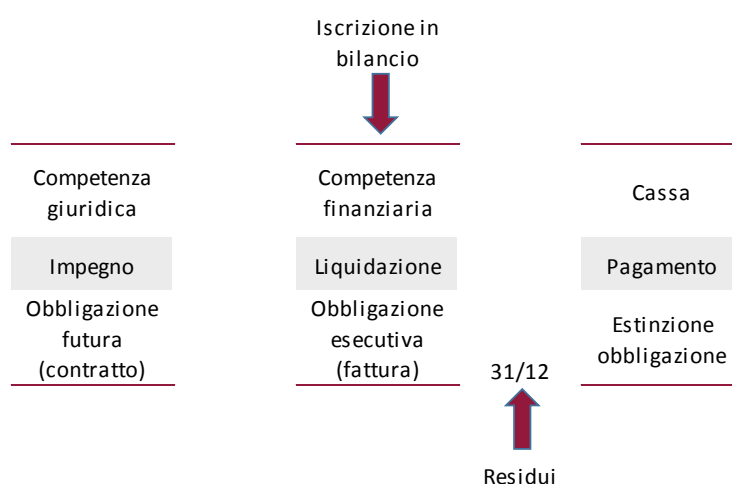 Iscrizione in
bilancio
Competenza
giuridica
Competenza
finanziaria
Cassa
Impegno
Liquidazione
Pagamento
Obbligazione
futura
(contratto)
Obbligazione
esecutiva
(fattura)
31/12
Estinzione
obbligazione
Residui